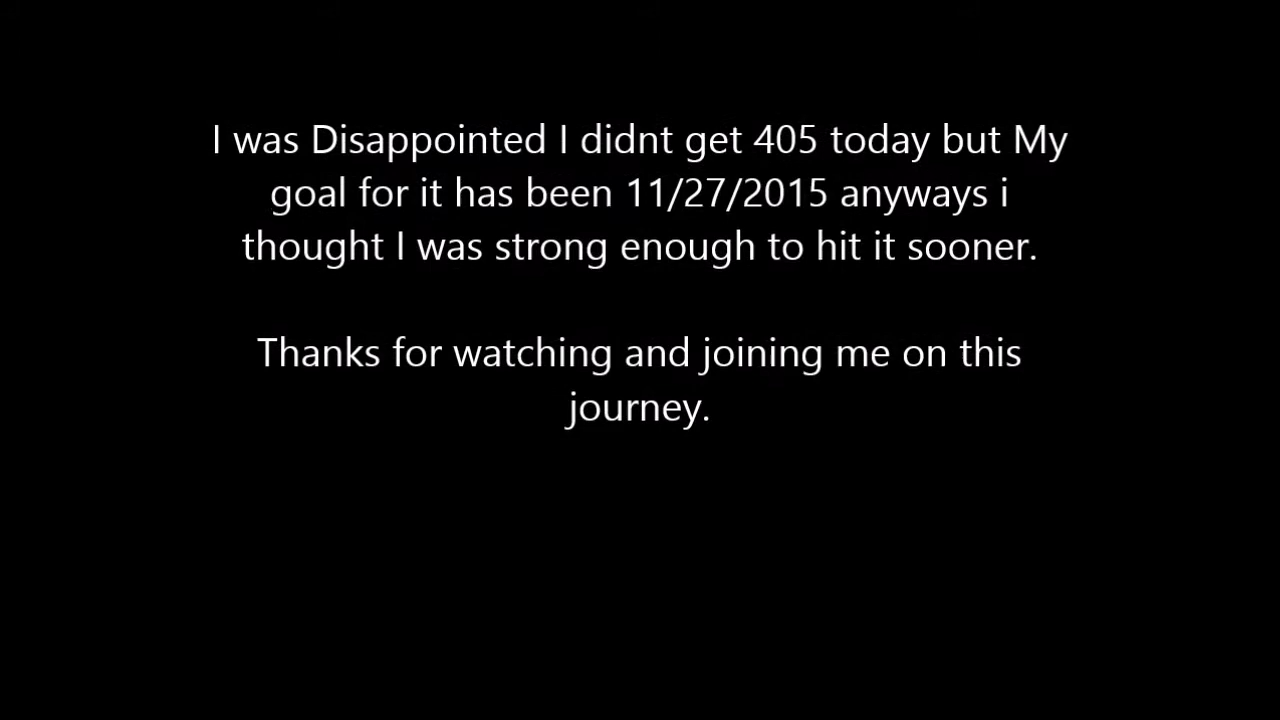 I was Disappointed I didnt get 405 today but My
goal for it has been 11/27/2015 anyways i
thought I was strong enough to hit it sooner.
Thanks for watching and joining me on this
journey.